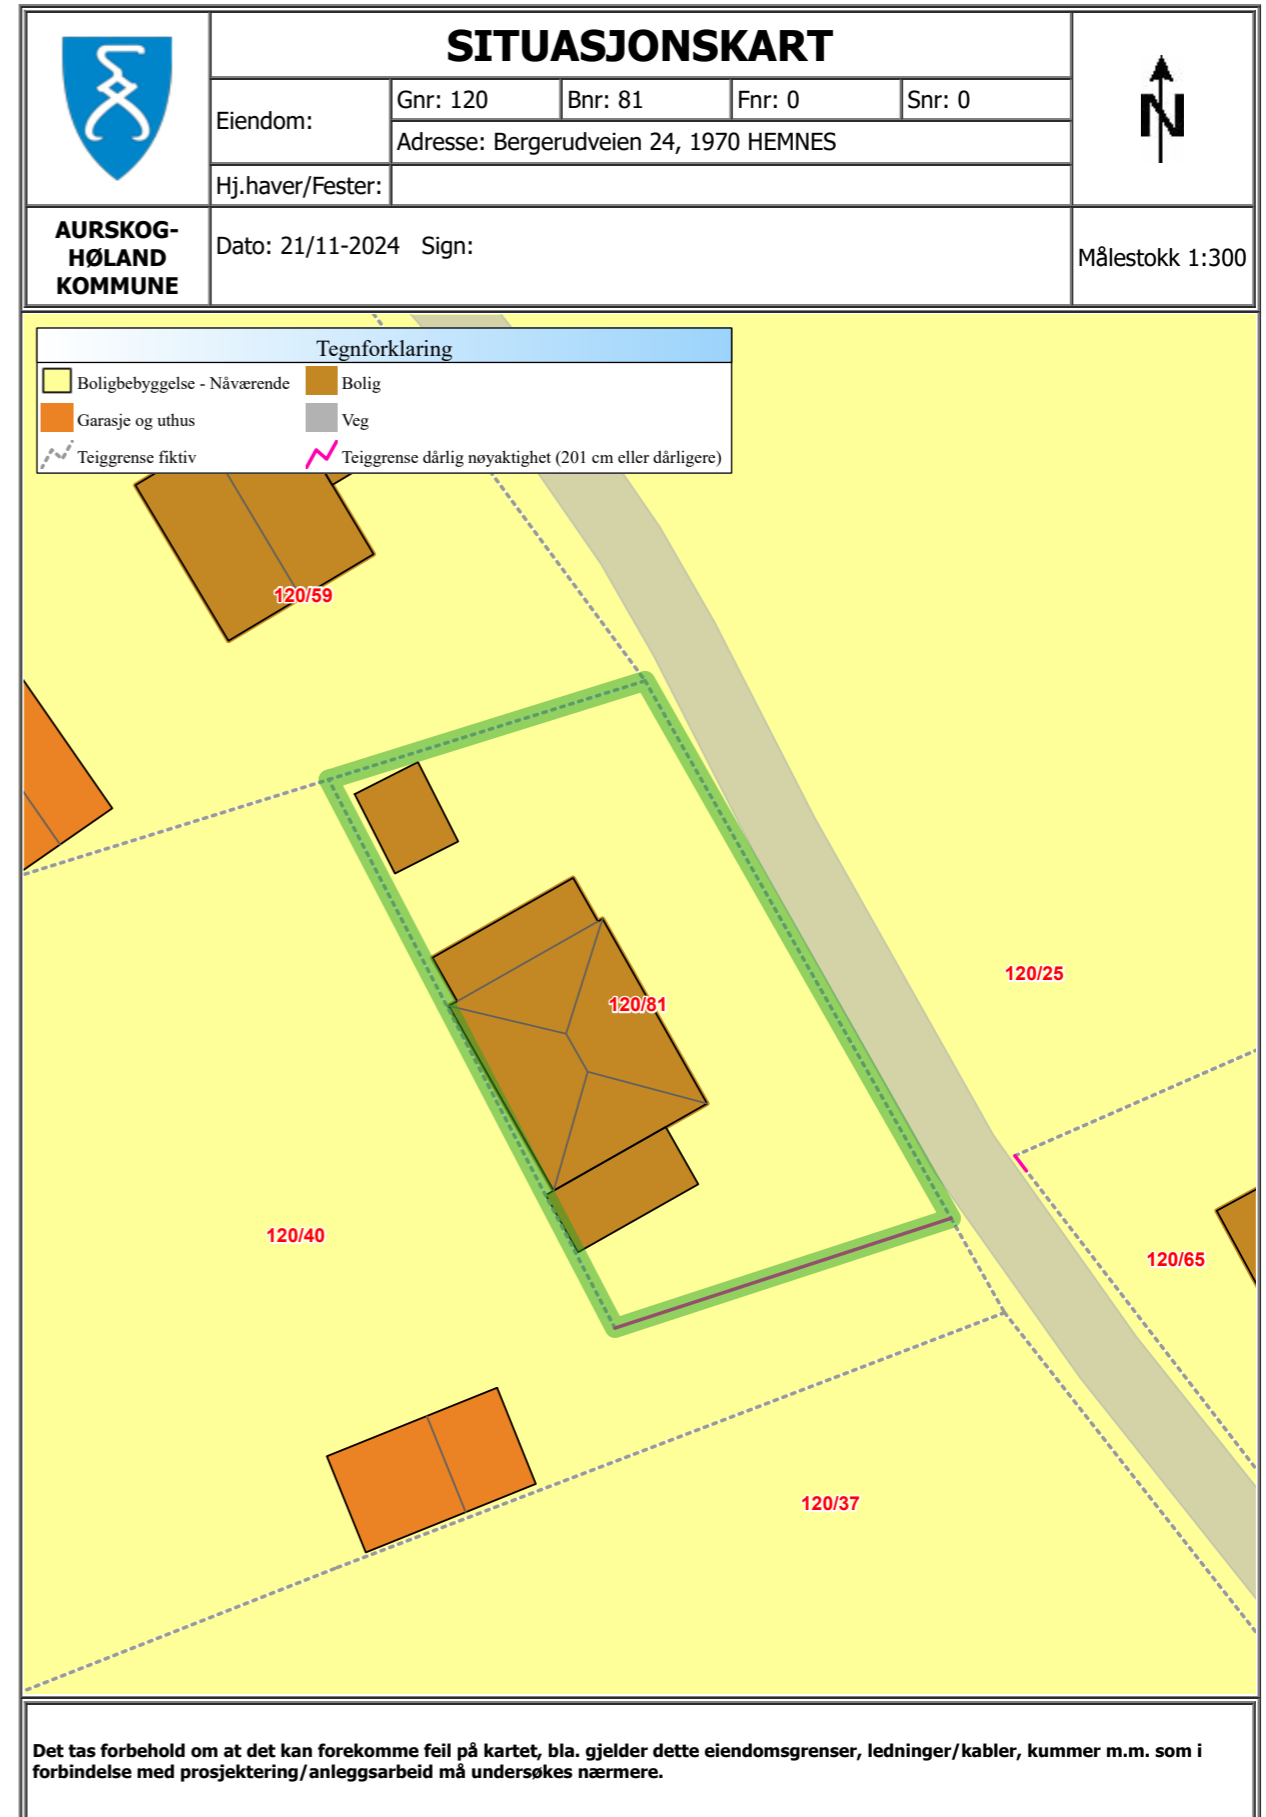 SITUASJONSKART
Eiendom:
Gnr: 120
Bnr: 81
Fnr: 0
Snr: 0
Adresse: Bergerudveien 24, 1970 HEMNES
Hj.haver/Fester:
N
AURSKOG-
HØLAND
KOMMUNE
Dato: 21/11-2024 Sign:
Målestokk 1:300
Tegnforklaring
Boligbebyggelse - Nåværende
Bolig
Garasje og uthus
Veg
Teiggrense fiktiv
Teiggrense dårlig nøyaktighet (201 cm eller dårligere)
120/59
120/25
120/81
120/40
120/65
120/37
Det tas forbehold om at det kan forekomme feil på kartet, bla. gjelder dette eiendomsgrenser, ledninger/kabler, kummer m.m. som i
forbindelse med prosjektering/anleggsarbeid må undersøkes nærmere.